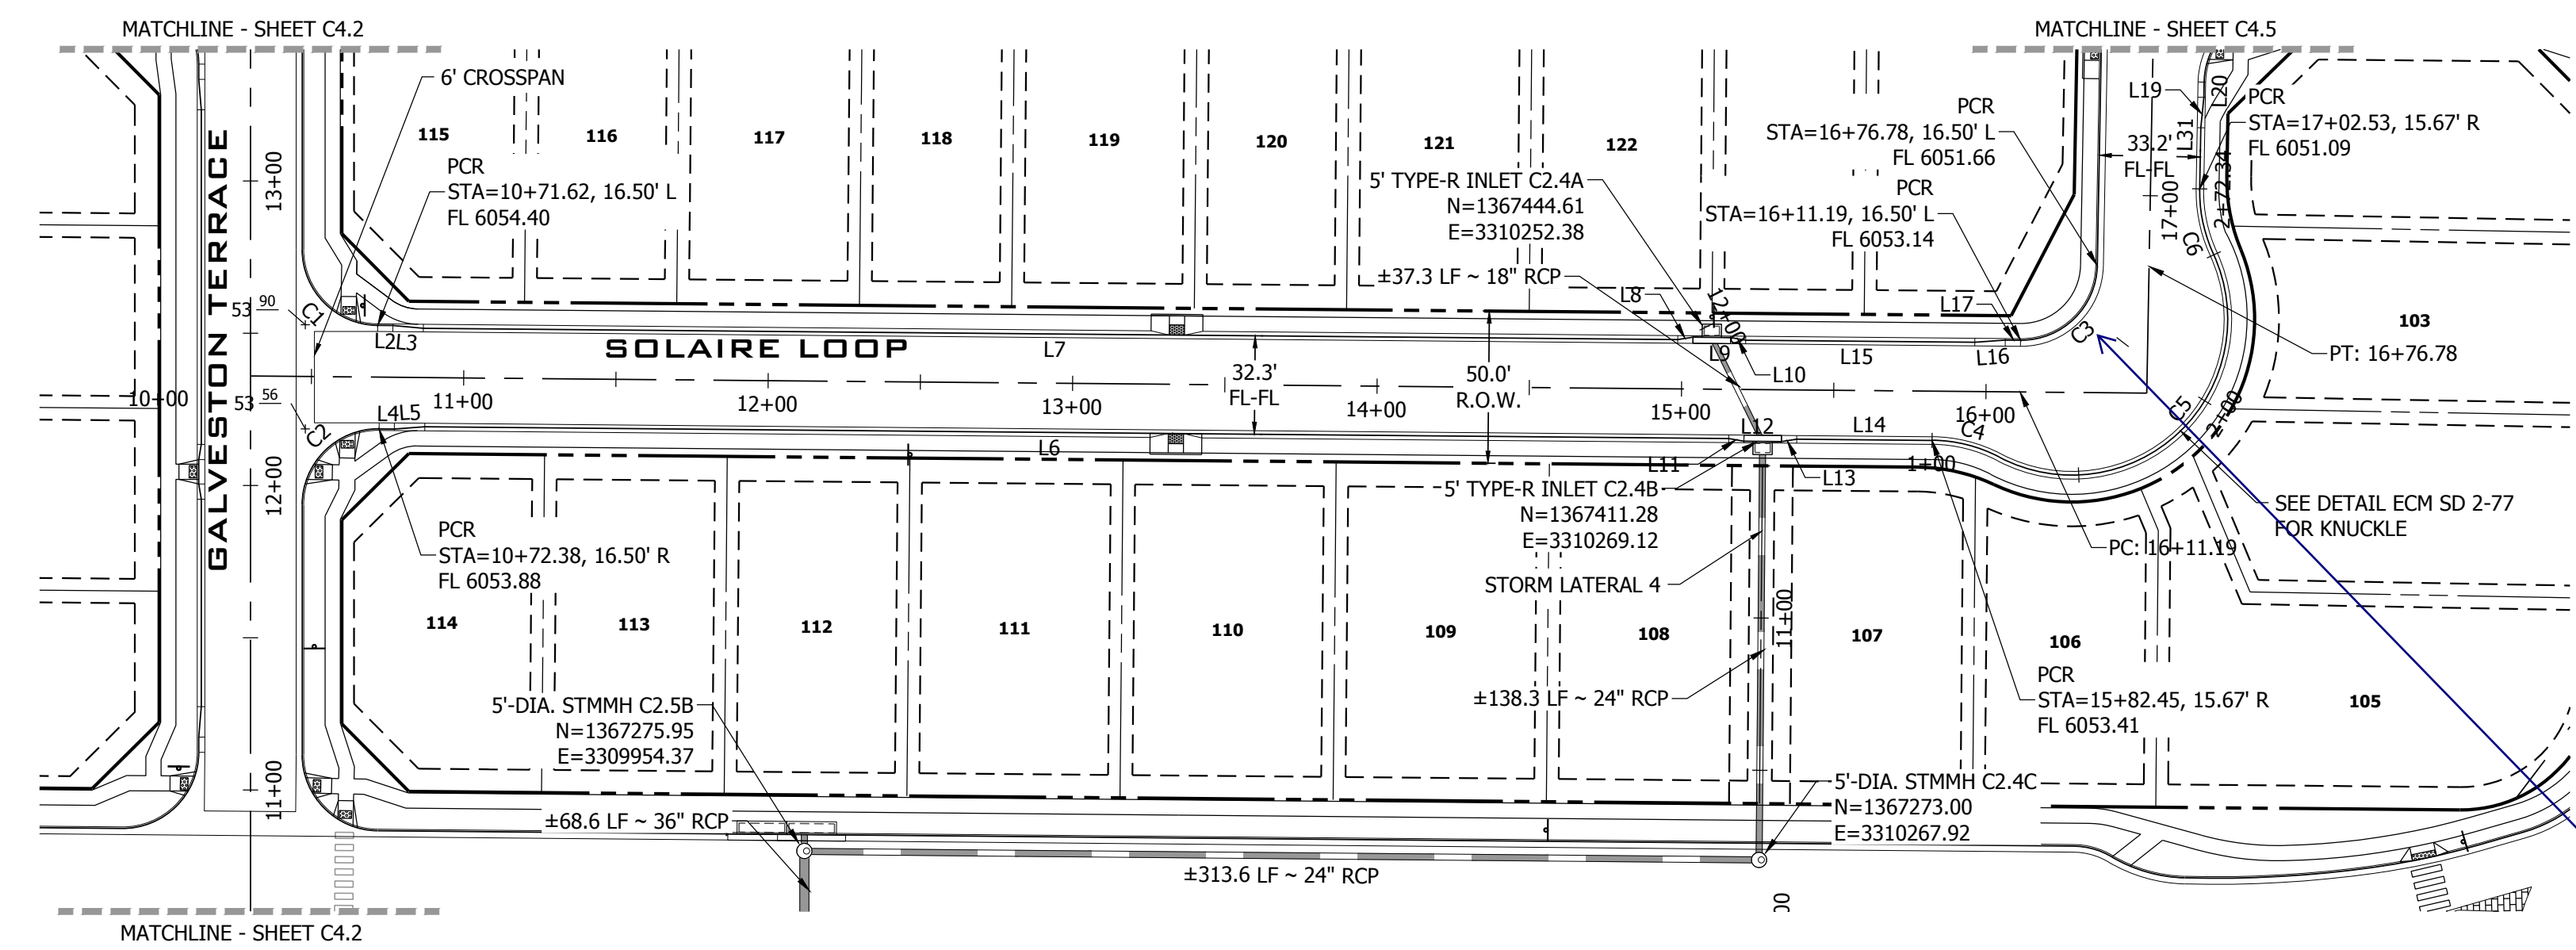 MATCHLINE - SHEET C4.2
MATCHLINE - SHEET C4.5
6' CROSSPAN
GALVESTON TERRACE
13+00
12+00
11+00
10+00
115
116
117
118
119
120
121
122
PCR
STA=10+71.62, 16.50' L
FL 6054.40
5' TYPE-R INLET C2.4A
N=1367444.61
E=3310252.38
±37.3 LF ~ 18" RCP
PCR
STA=16+76.78, 16.50' L
FL 6051.66
PCR
STA=16+11.19, 16.50' L
FL 6053.14
33.2'
FL-FL
L19
L20
L31
PCR
STA=17+02.53, 15.67' R
FL 6051.09
2+72.34
17+00
C6
103
PT: 16+76.78
53 90
C1
53 56
C2
L2
L3
L4
L5
SOLAIRE LOOP
L7
L6
L8
12+00
L9
L10
L15
L16
L17
C3
11+00
12+00
13+00
14+00
15+00
16+00
32.3'
FL-FL
50.0'
R.O.W.
L11
L12
L13
L14
C4
C5
1+00
2+00
SEE DETAIL ECM SD 2-77
FOR KNUCKLE
PC: 16+11.19
5' TYPE-R INLET C2.4B
N=1367411.28
E=3310269.12
STORM LATERAL 4
11+00
±138.3 LF ~ 24" RCP
PCR
STA=10+72.38, 16.50' R
FL 6053.88
114
113
112
111
110
109
108
107
106
105
PCR
STA=15+82.45, 15.67' R
FL 6053.41
5'-DIA. STMMH C2.5B
N=1367275.95
E=3309954.37
5'-DIA. STMMH C2.4C
N=1367273.00
E=3310267.92
±68.6 LF ~ 36" RCP
±313.6 LF ~ 24" RCP
00
MATCHLINE - SHEET C4.2